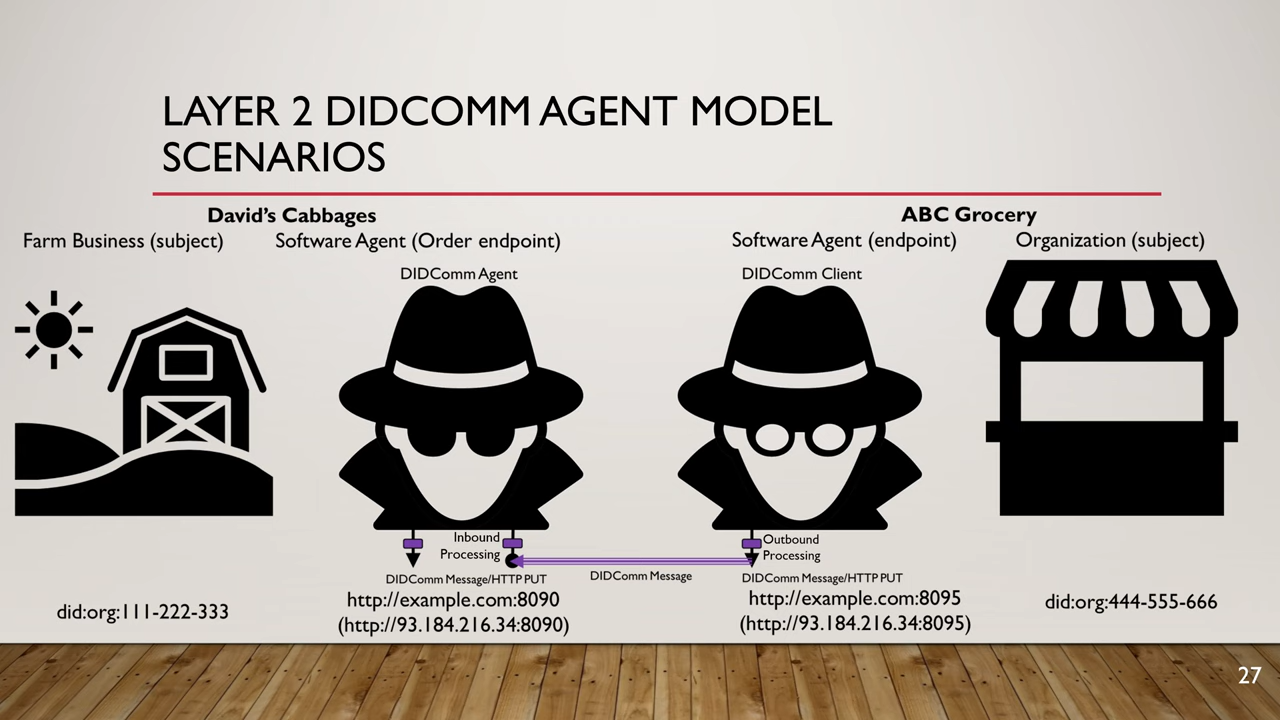 LAYER 2 DIDCOMM AGENT MODEL
SCENARIOS
David's Cabbages
ABC Grocery
Farm Business (subject)
Software Agent (Order endpoint)
Software Agent (endpoint)
Organization (subject)
DIDComm Agent
DIDComm Client
Inbound
Processing
Outbound
Processing
DIDComm Message/HTTP PUT
DIDComm Message
DIDComm Message/HTTP PUT
http://example.com:8090
(http://93.184.216.34:8090)
http://example.com:8095
(http://93.184.216.34:8095)
did:org:111-222-333
did:org:444-555-666
27